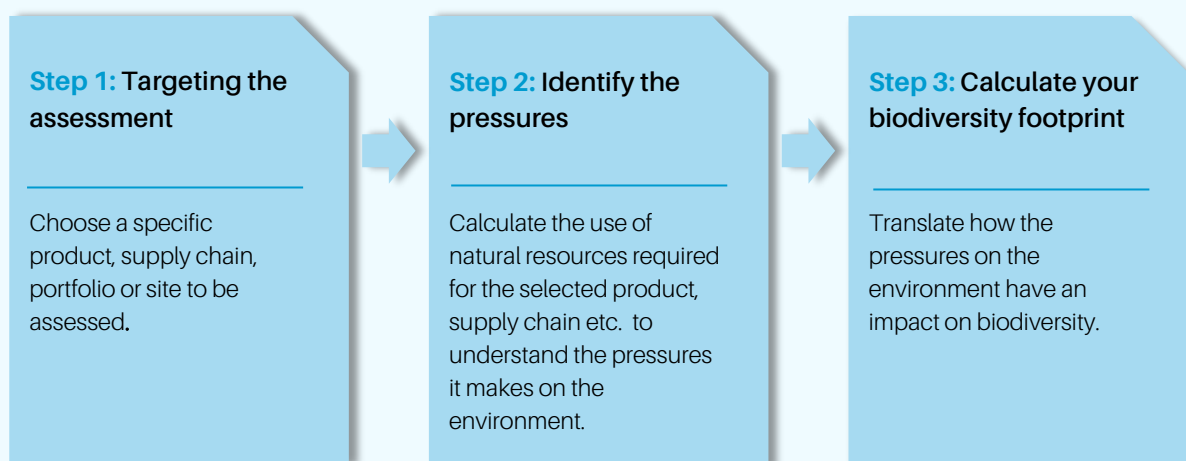 Step 1: Targeting the
assessment
Choose a specific
product, supply chain,
portfolio or site to be
assessed.
Step 2: Identify the
pressures
Calculate the use of
natural resources required
for the selected product,
supply chain etc.  to
understand the pressures
it makes on the
environment.
Step 3: Calculate your
biodiversity footprint
Translate how the
pressures on the
environment have an
impact on biodiversity.